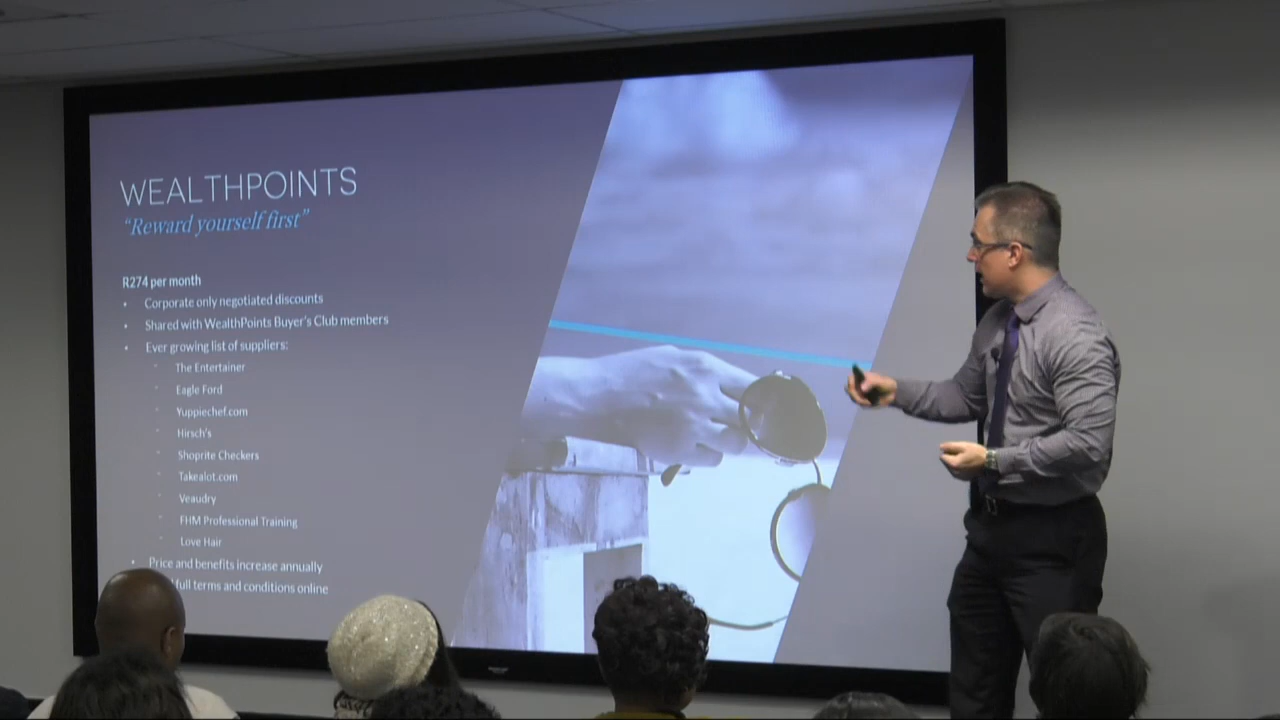 WEALTHPOINTS
“Reward yourself first”
R274 per month
• Corporate only negotiated discounts
• Shared with WealthPoints Buyer's Club members
• Ever growing list of suppliers:
The Entertainer
Eagle Ford
Yuppiechef.com
Hirsch's
Shoprite Checkers
Takealot.com
Veaudry
FHM Professional Training
Love Hair
• Price and benefits increase annually
full terms and conditions online